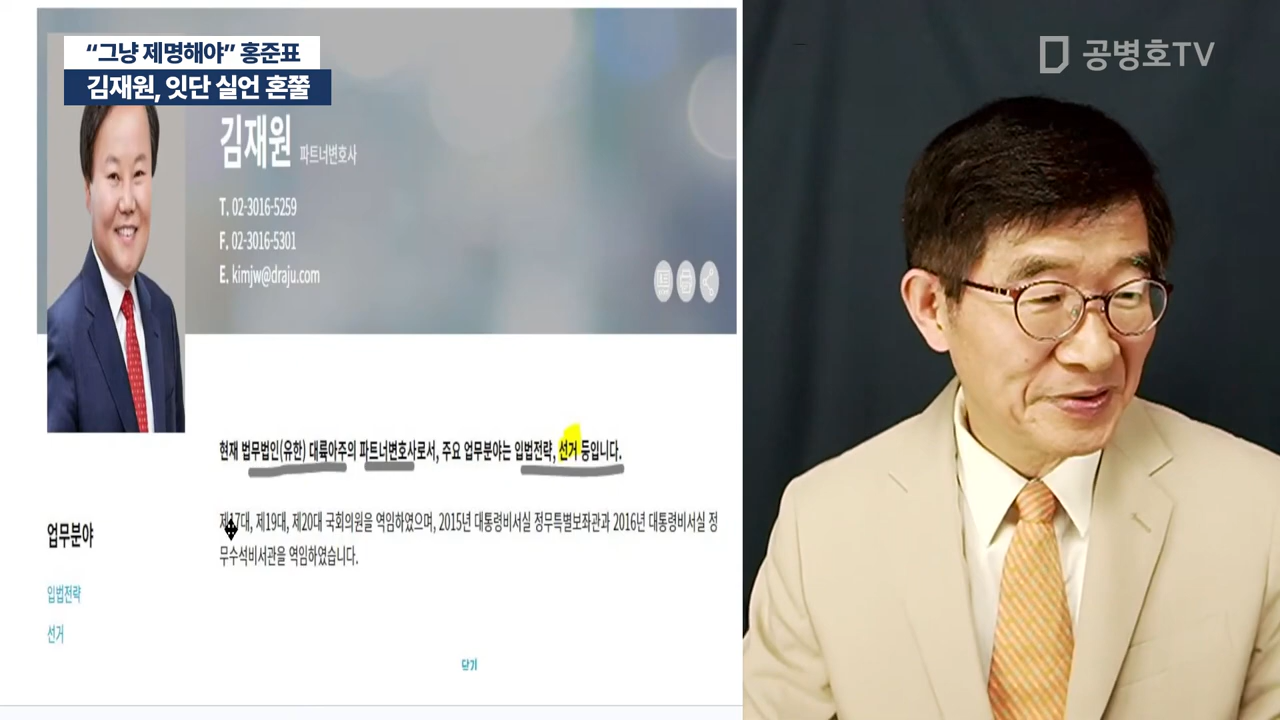 “그냥 제명해야” 홍준표
김재원, 잇단 실언 혼쭐
공병호TV
김재원 파트너변호사
T. 02-3016-5259
F. 02-3016-5301
E. kimjw@draju.com
현재 법무법인(유한) 대륙아주의 파트너변호사로서, 주요 업무분야는 입법전략, 선거 등입니다.
제17대, 제19대, 제20대 국회의원을 역임하였으며, 2015년 대통령비서실 정무특별보좌관과 2016년 대통령비서실 정
무수석비서관을 역임하였습니다.
업무분야
입법전략
선거
닫기